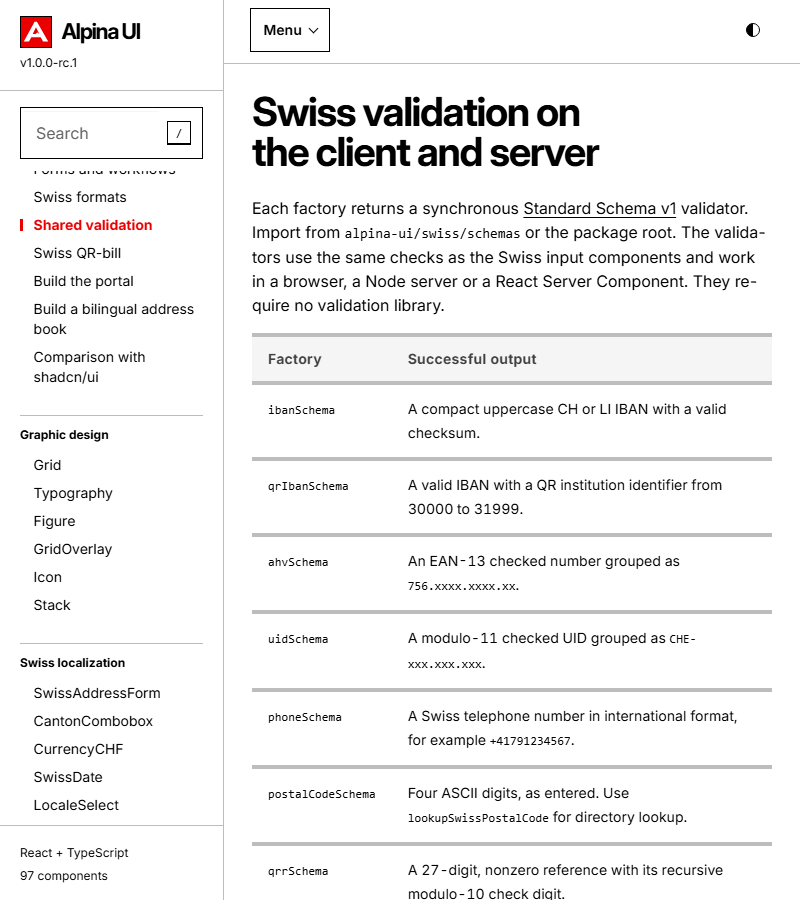 Alpina UI
v1.0.0-rc.1
Search
/
Forms and workflows
Swiss formats
Shared validation
Swiss QR-bill
Build the portal
Build a bilingual address
book
Comparison with
shadcn/ui
Graphic design
Grid
Typography
Figure
GridOverlay
Icon
Stack
Swiss localization
SwissAddressForm
CantonCombobox
CurrencyCHF
SwissDate
LocaleSelect
React + TypeScript
97 components
Menu
Swiss validation on
the client and server
Each factory returns a synchronous Standard Schema v1 validator.
Import from alpina-ui/swiss/schemas or the package root. The valida-
tors use the same checks as the Swiss input components and work
in a browser, a Node server or a React Server Component. They re-
quire no validation library.
Factory Successful output
ibanSchema A compact uppercase CH or LI IBAN with a valid
checksum.
qrIbanSchema A valid IBAN with a QR institution identifier from
30000 to 31999.
ahvSchema An EAN-13 checked number grouped as
756.xxxx.xxxx.xx.
uidSchema A modulo-11 checked UID grouped as CHE-
xxx.xxx.xxx.
phoneSchema A Swiss telephone number in international format,
for example +41791234567.
postalCodeSchema Four ASCII digits, as entered. Use
lookupSwissPostalCode for directory lookup.
qrrSchema A 27-digit, nonzero reference with its recursive
modulo-10 check digit.